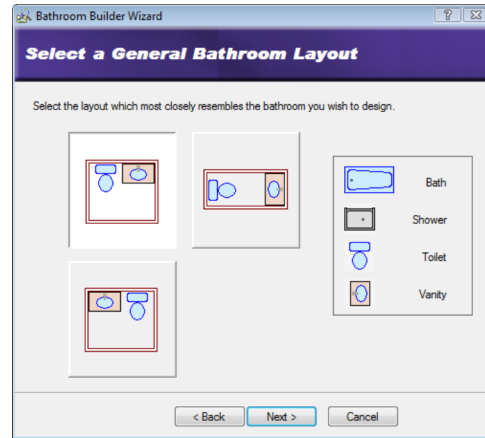 Bathroom Builder Wizard
Select a General Bathroom Layout
Select the layout which most closely resembles the bathroom you wish to design.
Bath
Shower
Toilet
Vanity
< Back
Next >
Cancel